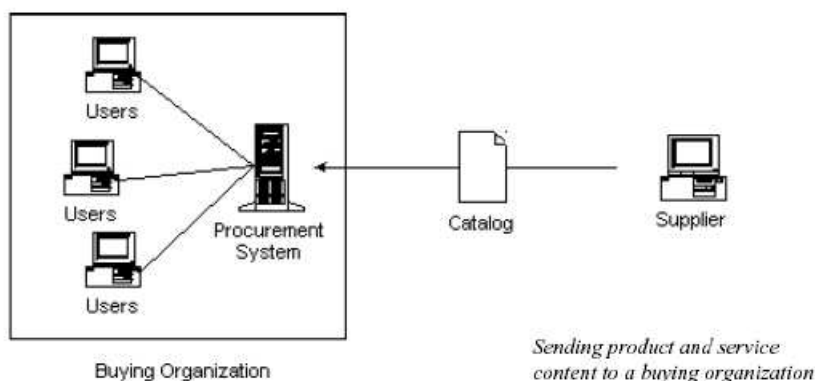 Users
Users
Users
Procurement
System
Catalog
Supplier
Buying Organization
Sending product and service
content to a buying organization